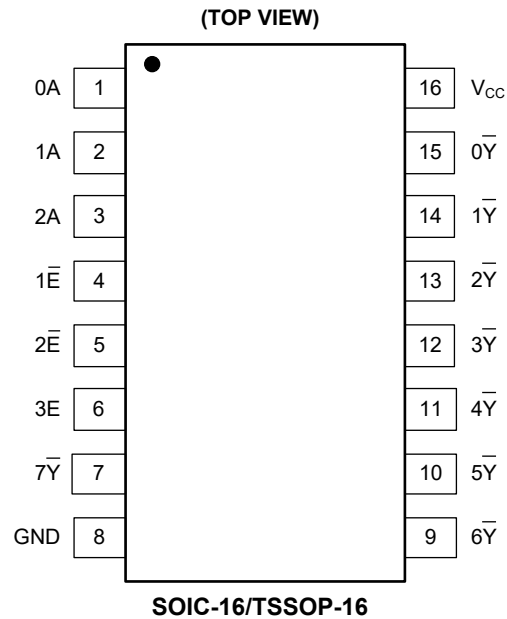 (TOP VIEW)
0A 1 16 V_CC
1A 2 15 0Y̅
2A 3 14 1Y̅
1E̅ 4 13 2Y̅
2E̅ 5 12 3Y̅
3E 6 11 4Y̅
7Y̅ 7 10 5Y̅
GND 8 9 6Y̅
SOIC-16/TSSOP-16